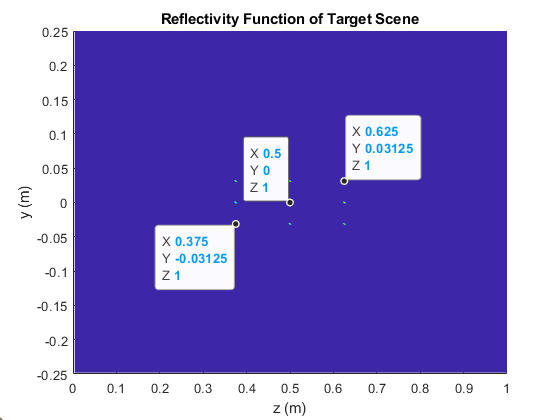 Reflectivity Function of Target Scene
0.25
0.2
0.15
0.1
0.05
0
-0.05
-0.1
-0.15
-0.2
-0.25
y (m)
X 0.5
Y 0
Z 1
X 0.625
Y 0.03125
Z 1
X 0.375
Y -0.03125
Z 1
0 0.1 0.2 0.3 0.4 0.5 0.6 0.7 0.8 0.9 1
z (m)